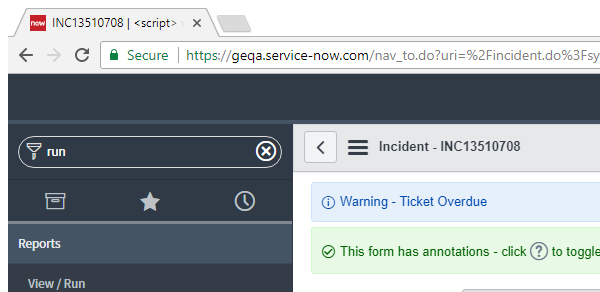 now INC13510708 | <script>
Secure https://geqa.service-now.com/nav_to.do?uri=%2Fincident.do%3Fsy
run
Incident - INC13510708
Warning - Ticket Overdue
This form has annotations - click ? to toggle
Reports
View / Run